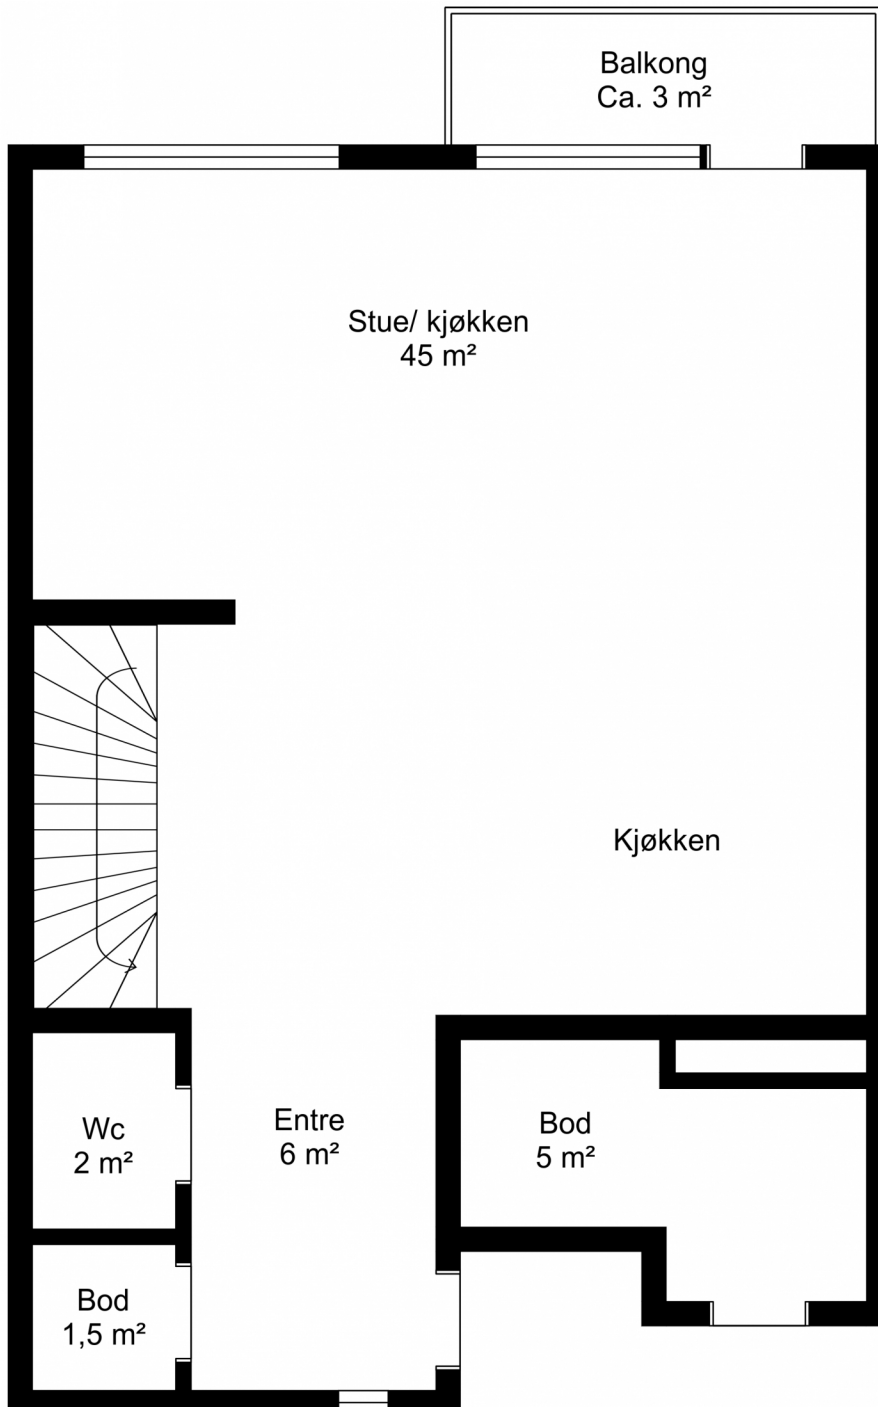 Balkong
Ca. 3 m²
Stue/ kjøkken
45 m²
Kjøkken
Entre
6 m²
Wc
2 m²
Bod
5 m²
Bod
1,5 m²